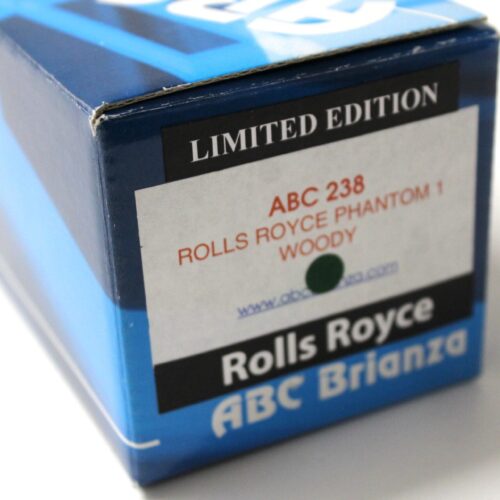 LIMITED EDITION
ABC 238
ROLLS ROYCE PHANTOM 1
WOODY
Rolls Royce
ABC Brianza